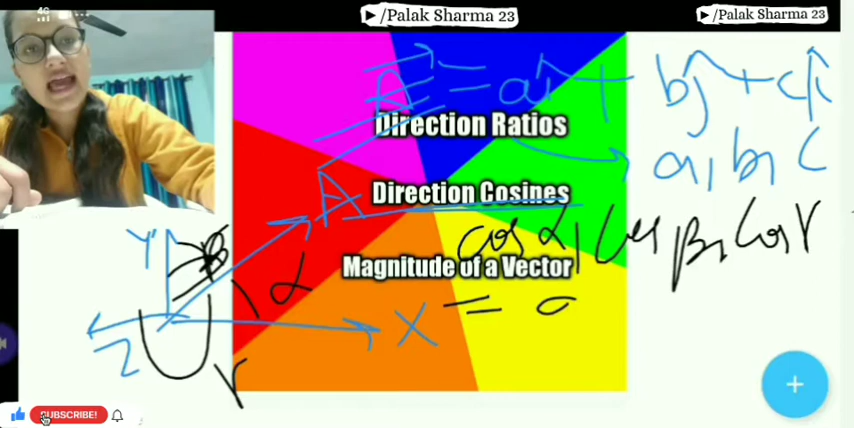 4G
/Palak Sharma 23
/Palak Sharma 23
A = ai + bj + ck
Direction Ratios
a, b, c
A
Direction Cosines
cos α, cos β, cos γ
Magnitude of a Vector
= a
Y
α
X
Z
γ
SUBSCRIBE!